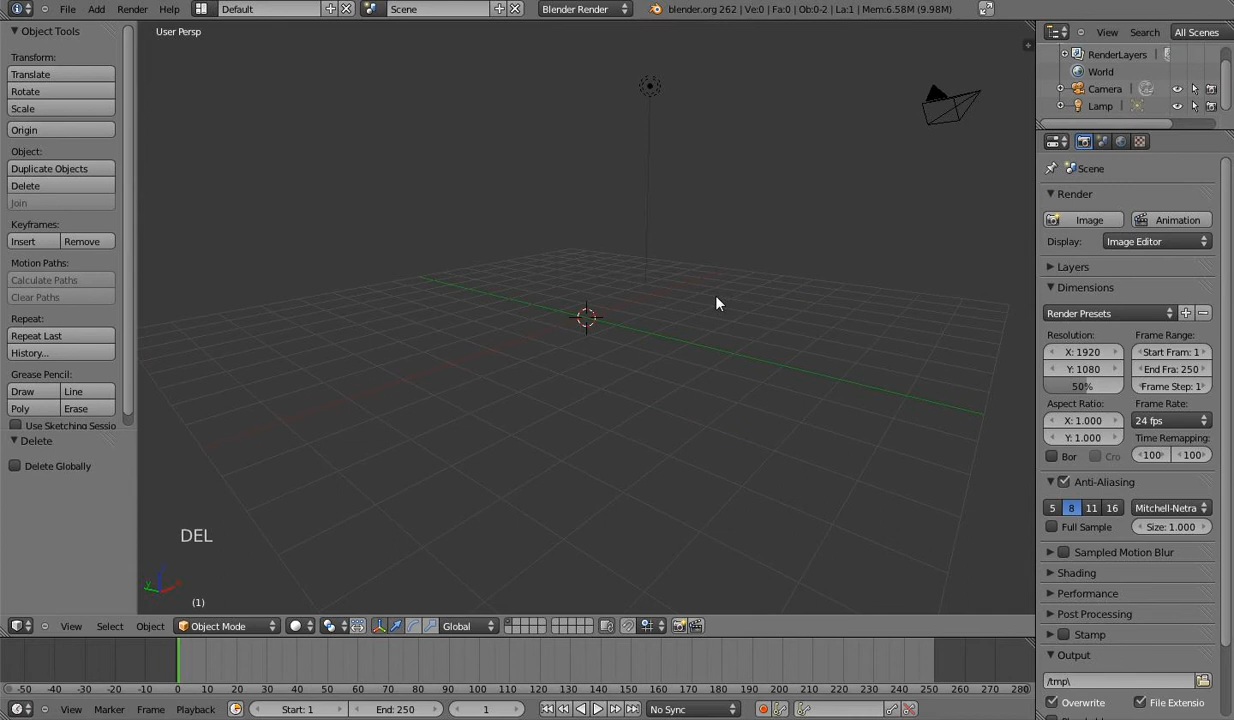 File Add Render Help Default Scene Blender Render blender.org 262 | Ve:0 | Fa:0 | Ob:0-2 | La:1 | Mem:6.58M (9.98M)
Object Tools
User Persp
View Search All Scenes
Transform:
Translate
Rotate
Scale
Origin
Object:
Duplicate Objects
Delete
Join
Keyframes:
Insert Remove
Motion Paths:
Calculate Paths
Clear Paths
Repeat:
Repeat Last
History...
Grease Pencil:
Draw Line
Poly Erase
Use Sketching Sessio
Delete
Delete Globally
DEL
(1)
RenderLayers
World
Camera
Lamp
Scene
Render
Image Animation
Display: Image Editor
Layers
Dimensions
Render Presets
Resolution: Frame Range:
X: 1920 Start Fram: 1
Y: 1080 End Fra: 250
50% Frame Step: 1
Aspect Ratio: Frame Rate:
X: 1.000 24 fps
Y: 1.000 Time Remapping:
Bor Cro 100 100
Anti-Aliasing
5 8 11 16 Mitchell-Netra
Full Sample Size: 1.000
Sampled Motion Blur
Shading
Performance
Post Processing
Stamp
Output
/tmp\
Overwrite File Extensio
View Select Object Object Mode Global
-50 -40 -30 -20 -10 0 10 20 30 40 50 60 70 80 90 100 110 120 130 140 150 160 170 180 190 200 210 220 230 240 250 260 270 280
View Marker Frame Playback Start: 1 End: 250 1 No Sync